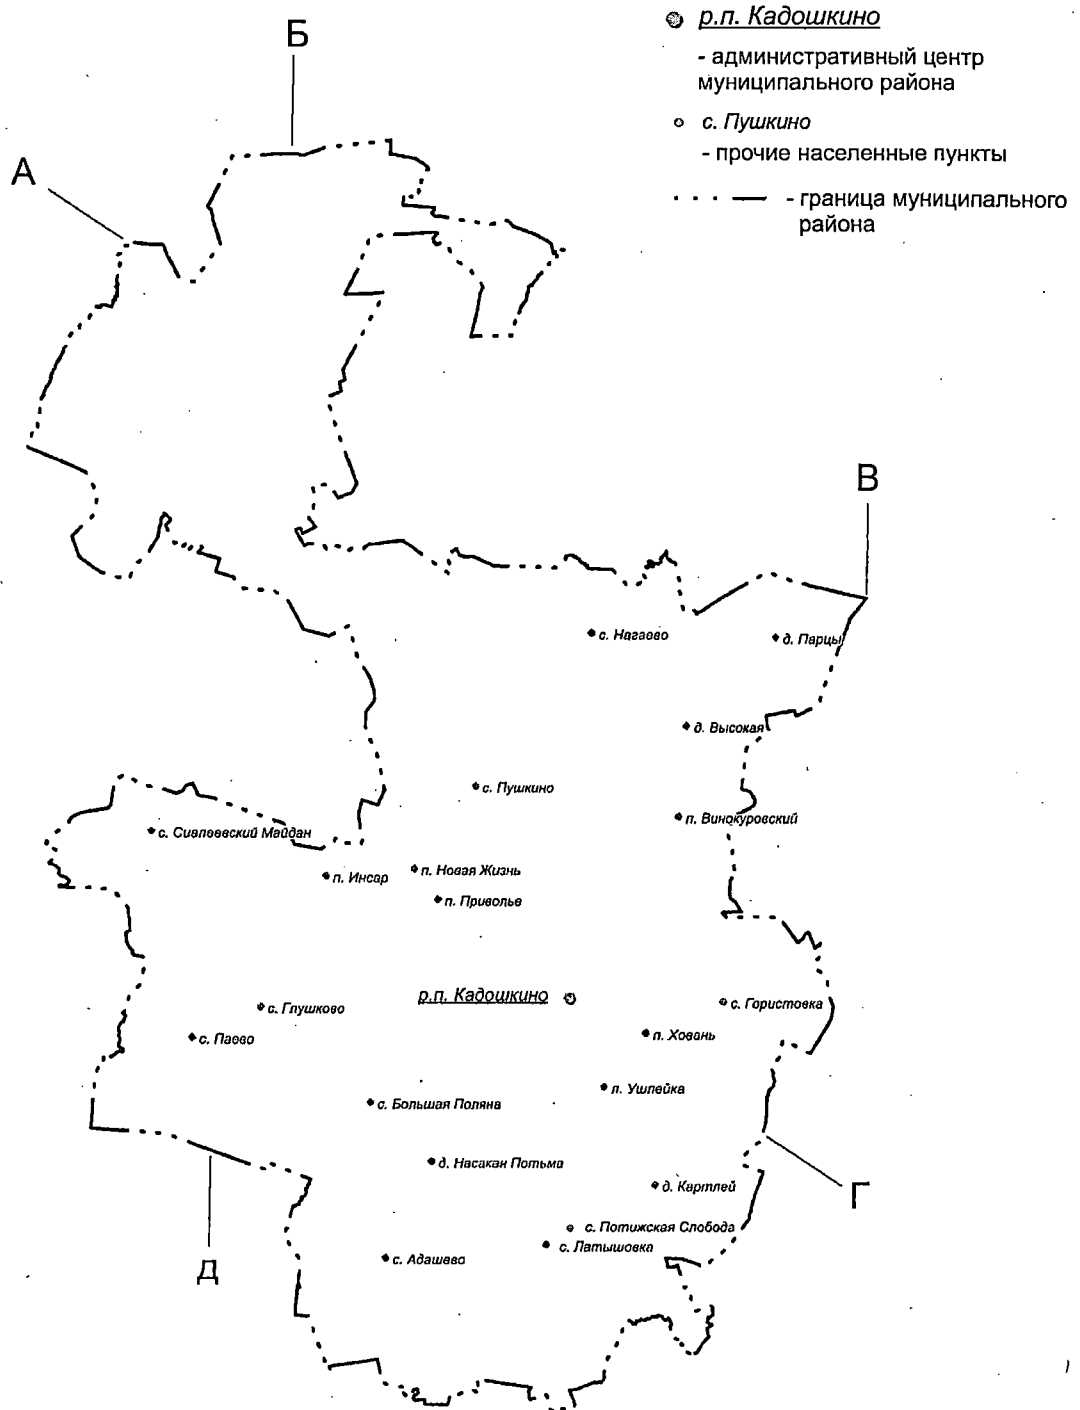 р.п. Кадошкино
- административный центр
муниципального района
с. Пушкино
- прочие населенные пункты
- граница муниципального
района
Б
А
В
с. Нагаево
д. Парцы
д. Высокая
с. Пушкино
п. Винокуровский
с. Сиалеевский Майдан
п. Инсар
п. Новая Жизнь
п. Приволье
р.п. Кадошкино
с. Гористовка
с. Глушково
с. Паево
п. Ховань
п. Ушлейка
с. Большая Поляна
д. Насакан Потьма
д. Картлей
Г
с. Потижская Слобода
с. Латышовка
с. Адашево
Д